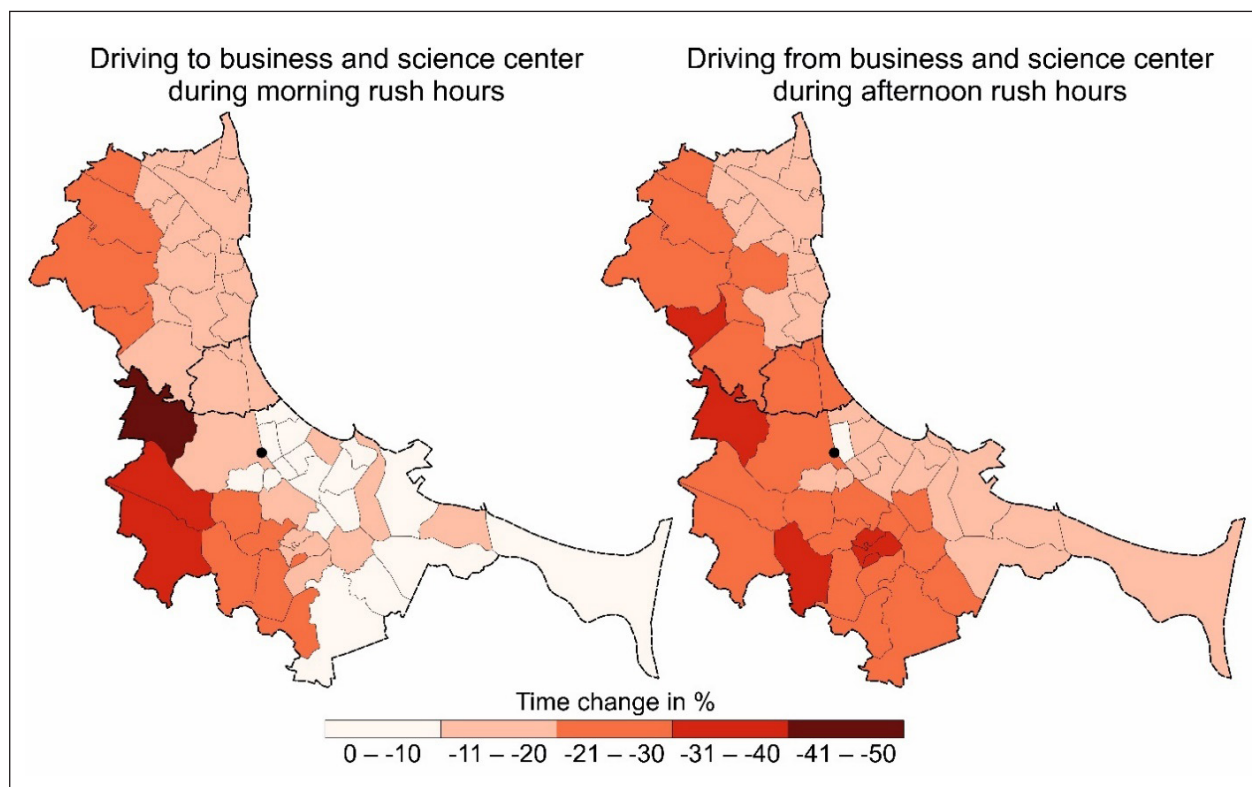 Driving to business and science center
during morning rush hours
Driving from business and science center
during afternoon rush hours
Time change in %
0 – -10
-11 – -20
-21 – -30
-31 – -40
-41 – -50